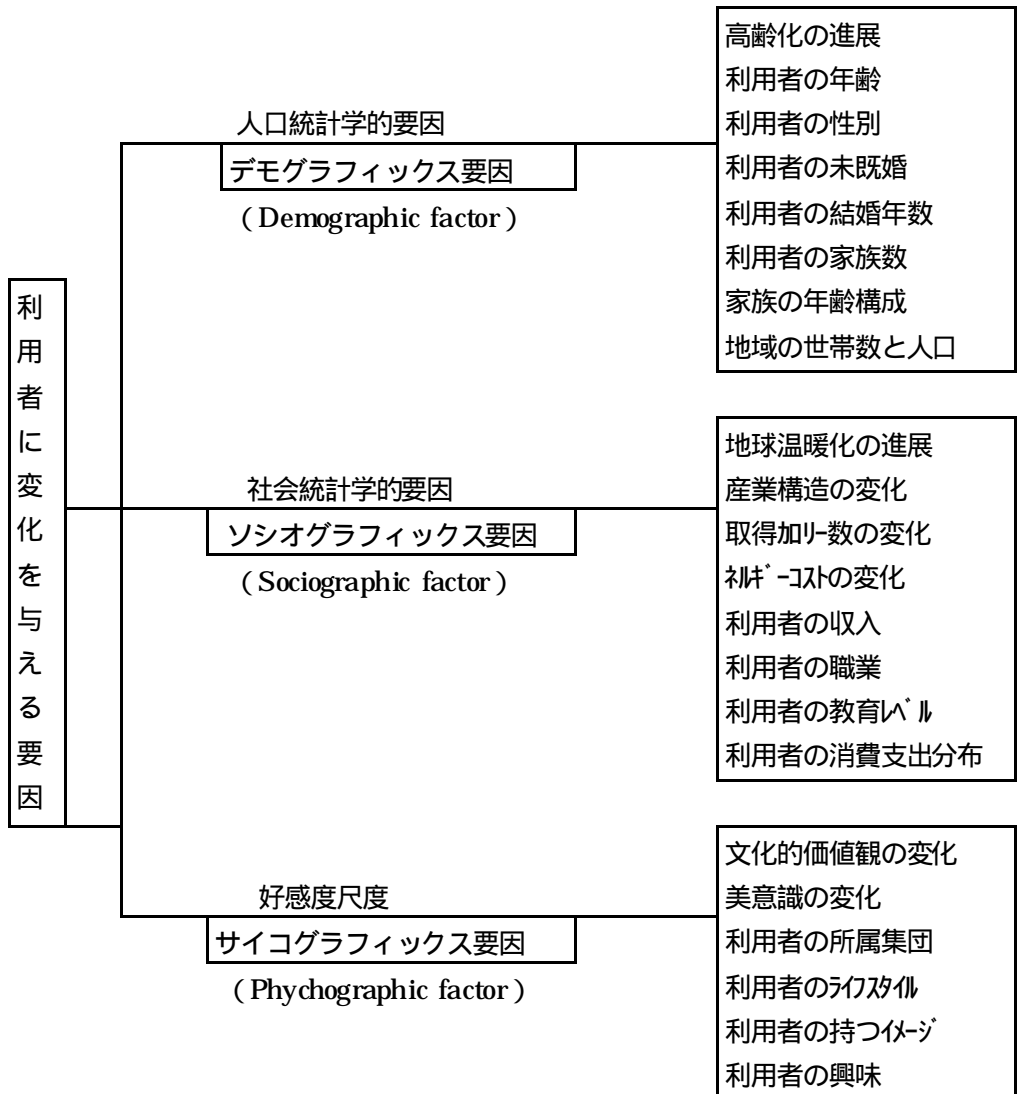 利用者に変化を与える要因
人口統計学的要因
デモグラフィックス要因
(Demographic factor)
高齢化の進展
利用者の年齢
利用者の性別
利用者の未既婚
利用者の結婚年数
利用者の家族数
家族の年齢構成
地域の世帯数と人口
社会統計学的要因
ソシオグラフィックス要因
(Sociographic factor)
地球温暖化の進展
産業構造の変化
取得カロリー数の変化
ネルギーコストの変化
利用者の収入
利用者の職業
利用者の教育レベル
利用者の消費支出分布
好感度尺度
サイコグラフィックス要因
(Phychographic factor)
文化的価値観の変化
美意識の変化
利用者の所属集団
利用者のライフスタイル
利用者の持つイメージ
利用者の興味